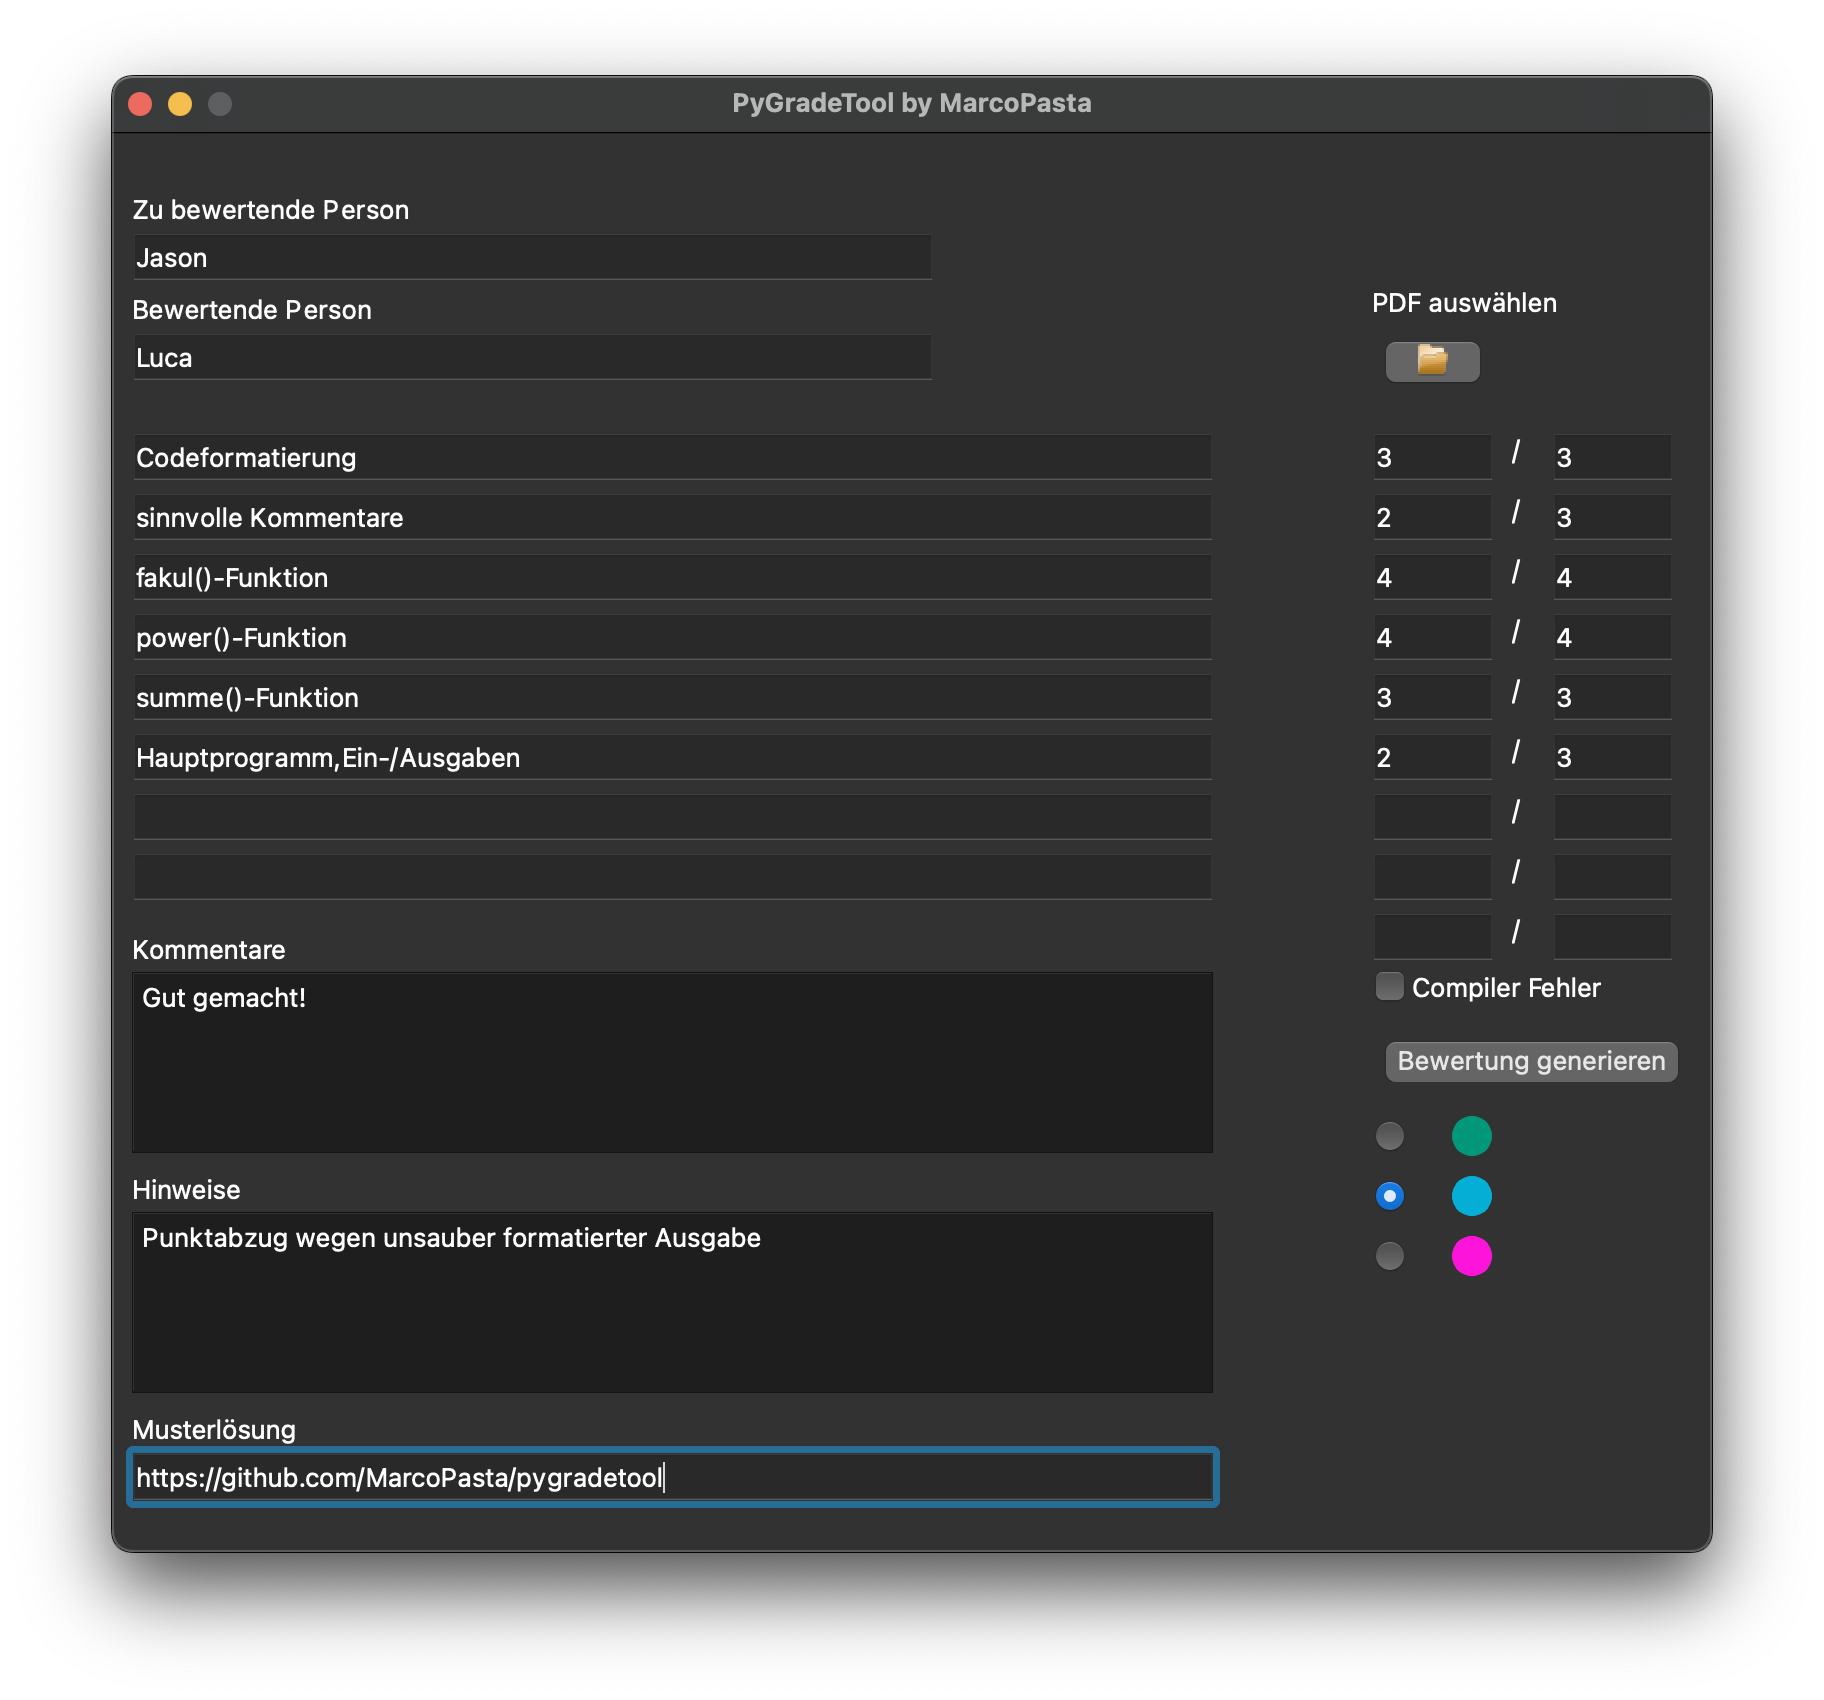 PyGradeTool by MarcoPasta
Zu bewertende Person
Jason
Bewertende Person
Luca
PDF auswählen
Codeformatierung 3 / 3
sinnvolle Kommentare 2 / 3
fakul()-Funktion 4 / 4
power()-Funktion 4 / 4
summe()-Funktion 3 / 3
Hauptprogramm,Ein-/Ausgaben 2 / 3
/
/
/
Kommentare
Gut gemacht!
Compiler Fehler
Bewertung generieren
Hinweise
Punktabzug wegen unsauber formatierter Ausgabe
Musterlösung
https://github.com/MarcoPasta/pygradetool